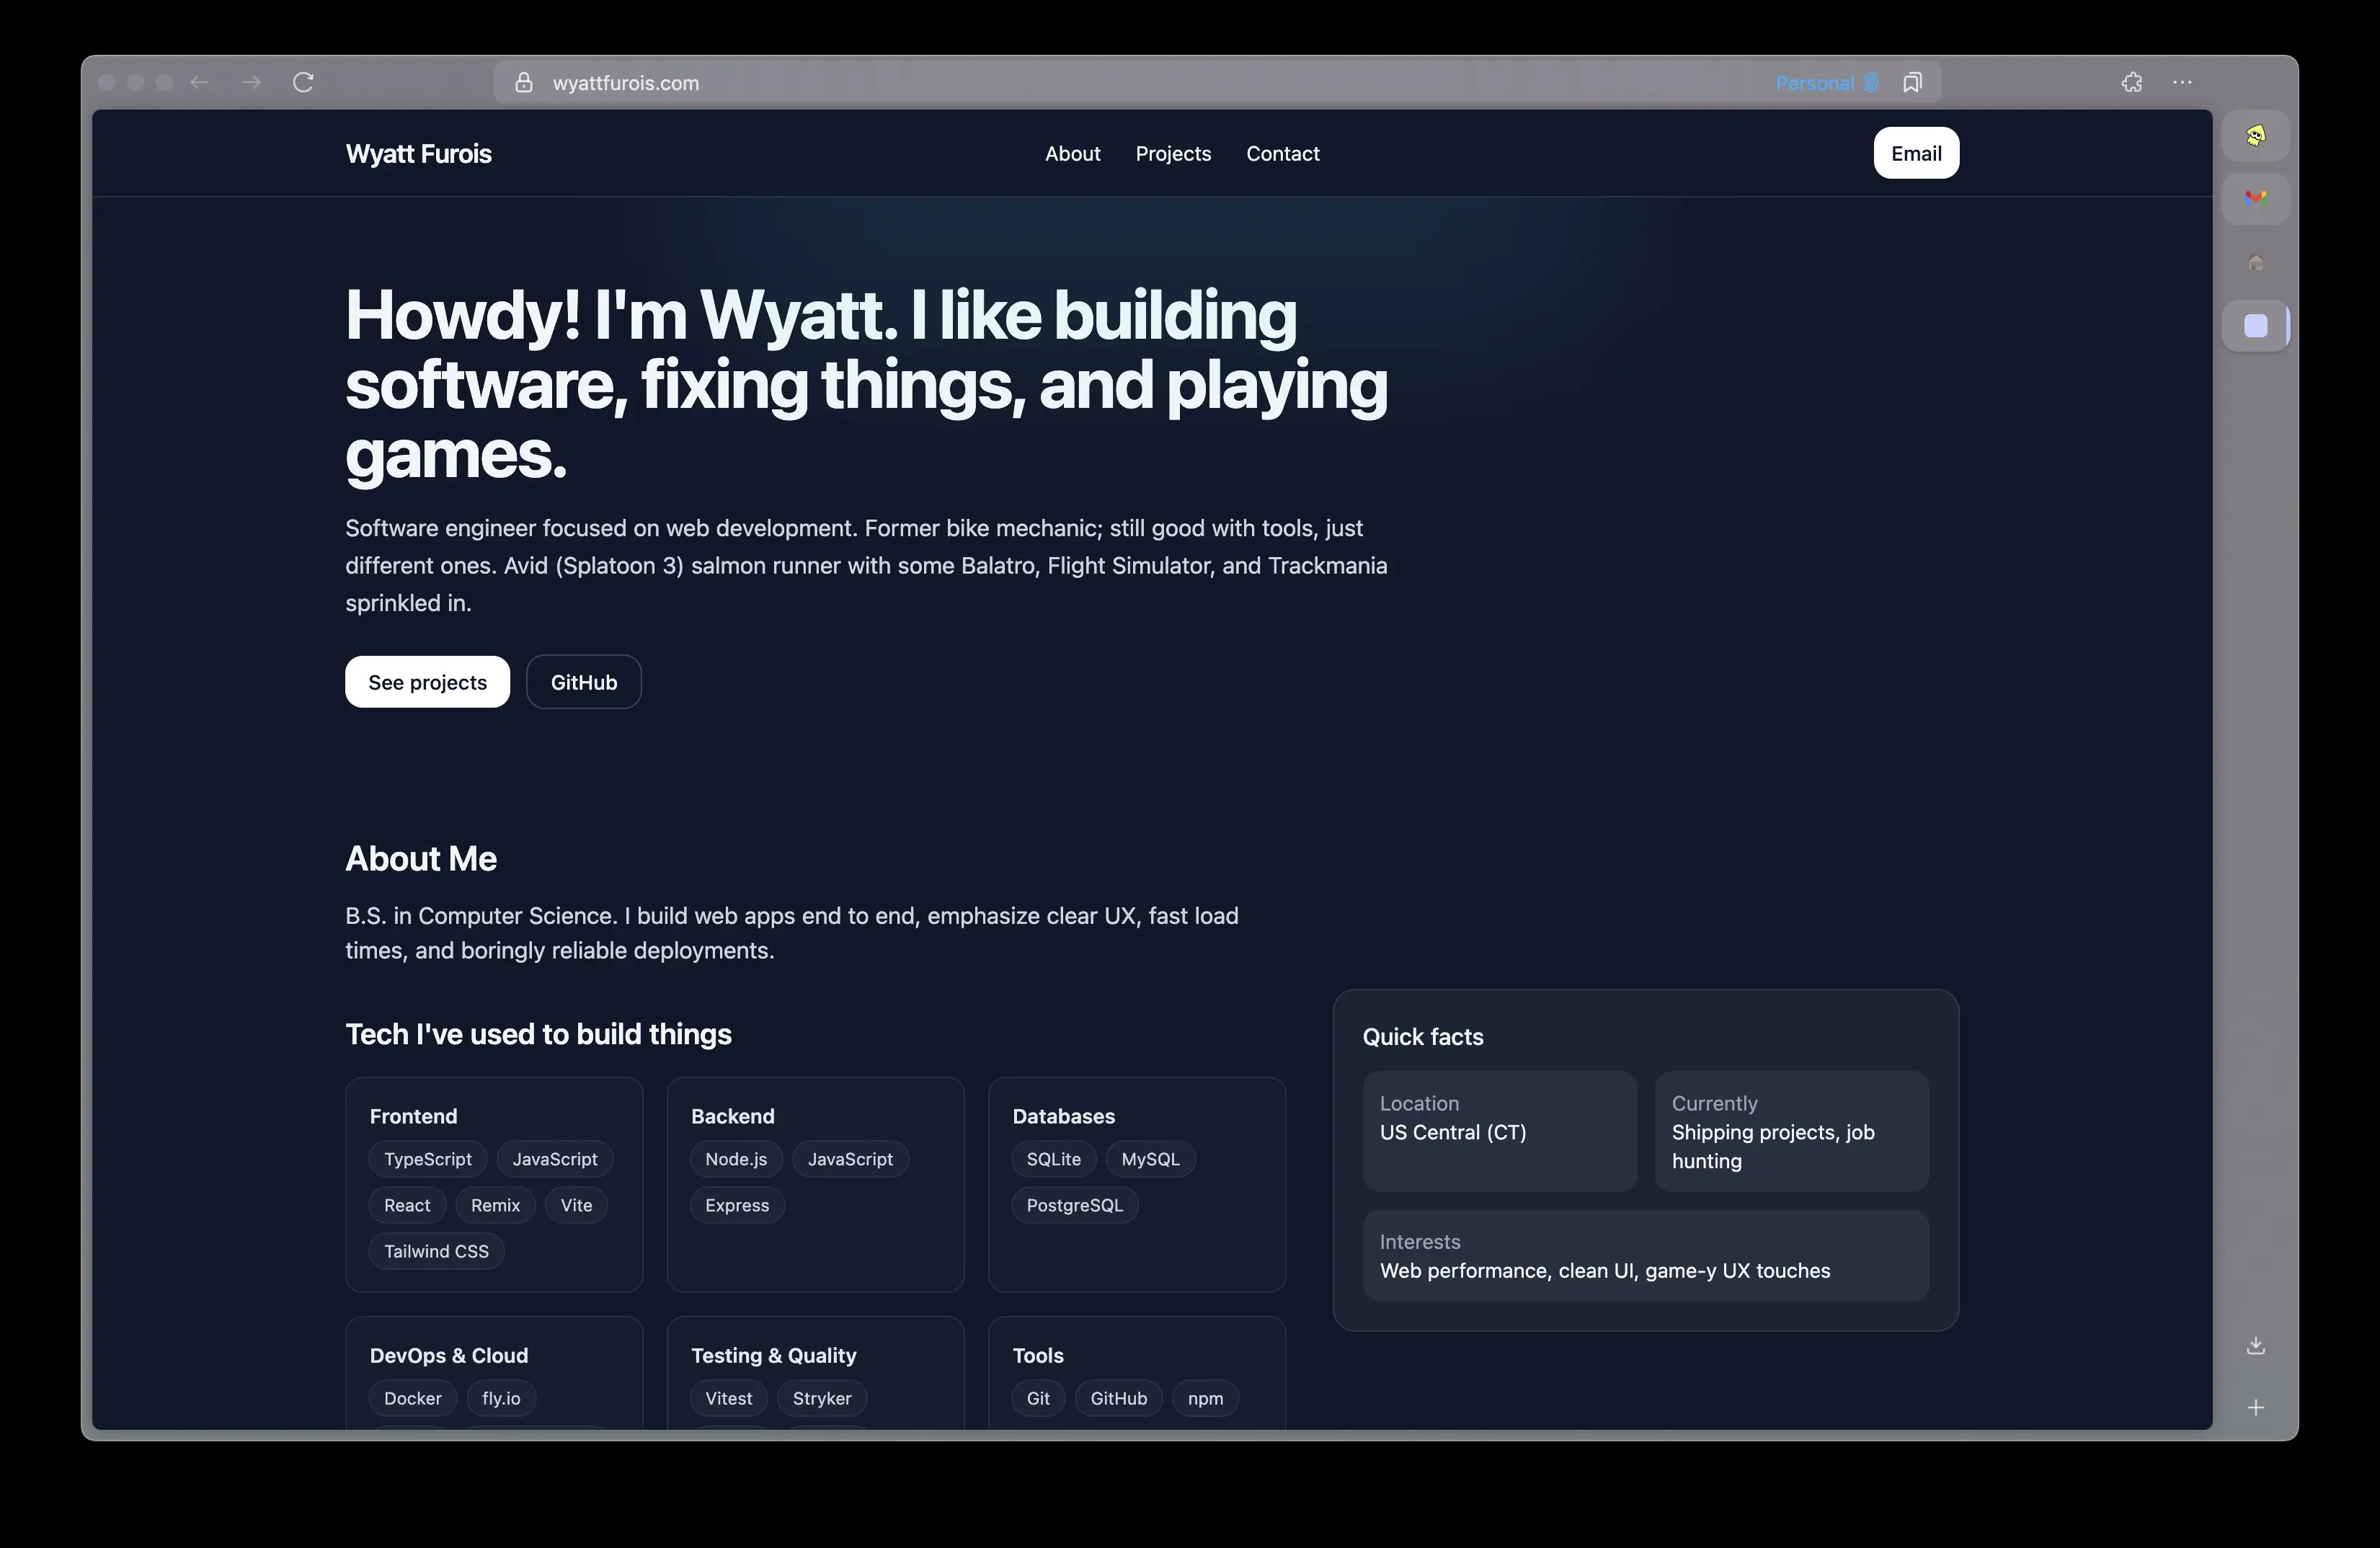 wyattfurois.com
Personal
Wyatt Furois
About
Projects
Contact
Email
Howdy! I'm Wyatt. I like building
software, fixing things, and playing
games.
Software engineer focused on web development. Former bike mechanic; still good with tools, just
different ones. Avid (Splatoon 3) salmon runner with some Balatro, Flight Simulator, and Trackmania
sprinkled in.
See projects
GitHub
About Me
B.S. in Computer Science. I build web apps end to end, emphasize clear UX, fast load
times, and boringly reliable deployments.
Tech I've used to build things
Frontend
TypeScript
JavaScript
React
Remix
Vite
Tailwind CSS
Backend
Node.js
JavaScript
Express
Databases
SQLite
MySQL
PostgreSQL
DevOps & Cloud
Docker
fly.io
Testing & Quality
Vitest
Stryker
Tools
Git
GitHub
npm
Quick facts
Location
US Central (CT)
Currently
Shipping projects, job
hunting
Interests
Web performance, clean UI, game-y UX touches